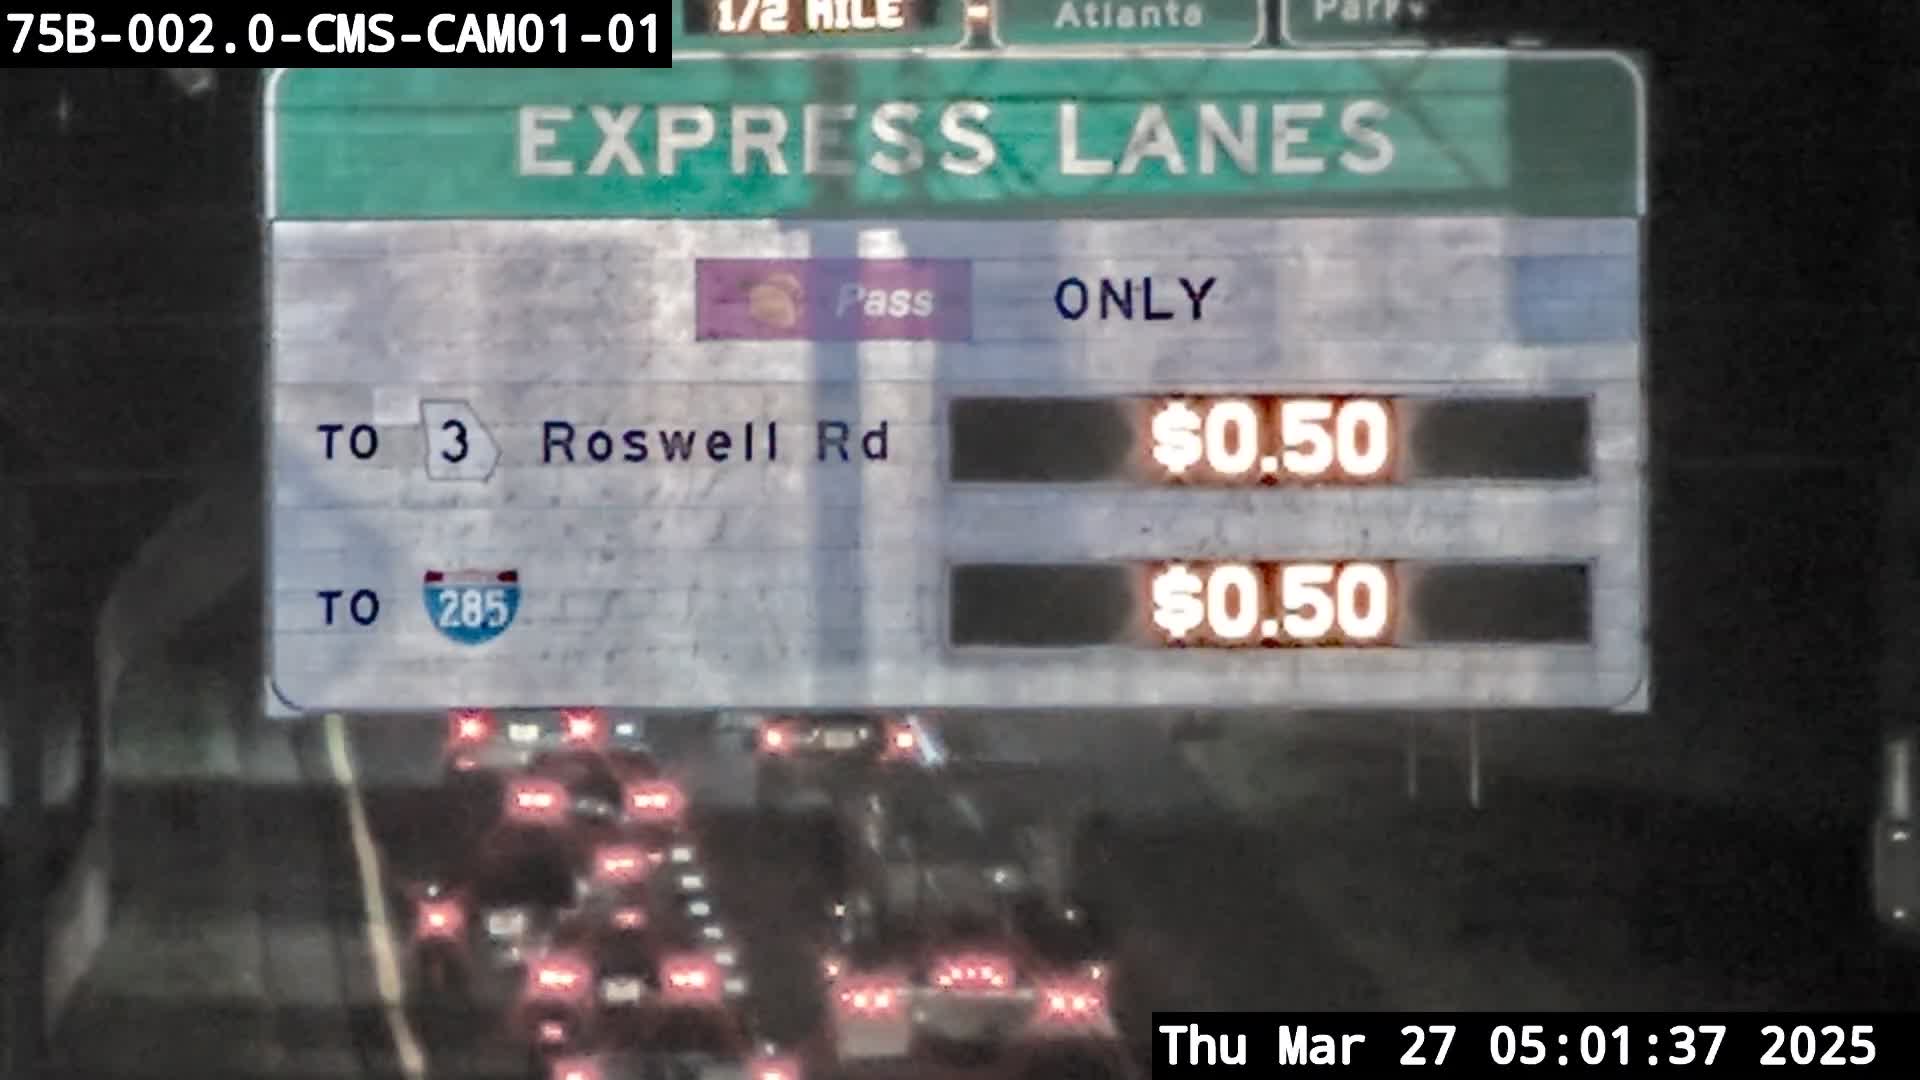 75B-002.0-CMS-CAM01-01
1/2 MILE
Atlanta
EXPRESS LANES
Pass ONLY
TO 3 Roswell Rd $0.50
TO 285 $0.50
Thu Mar 27 05:01:37 2025